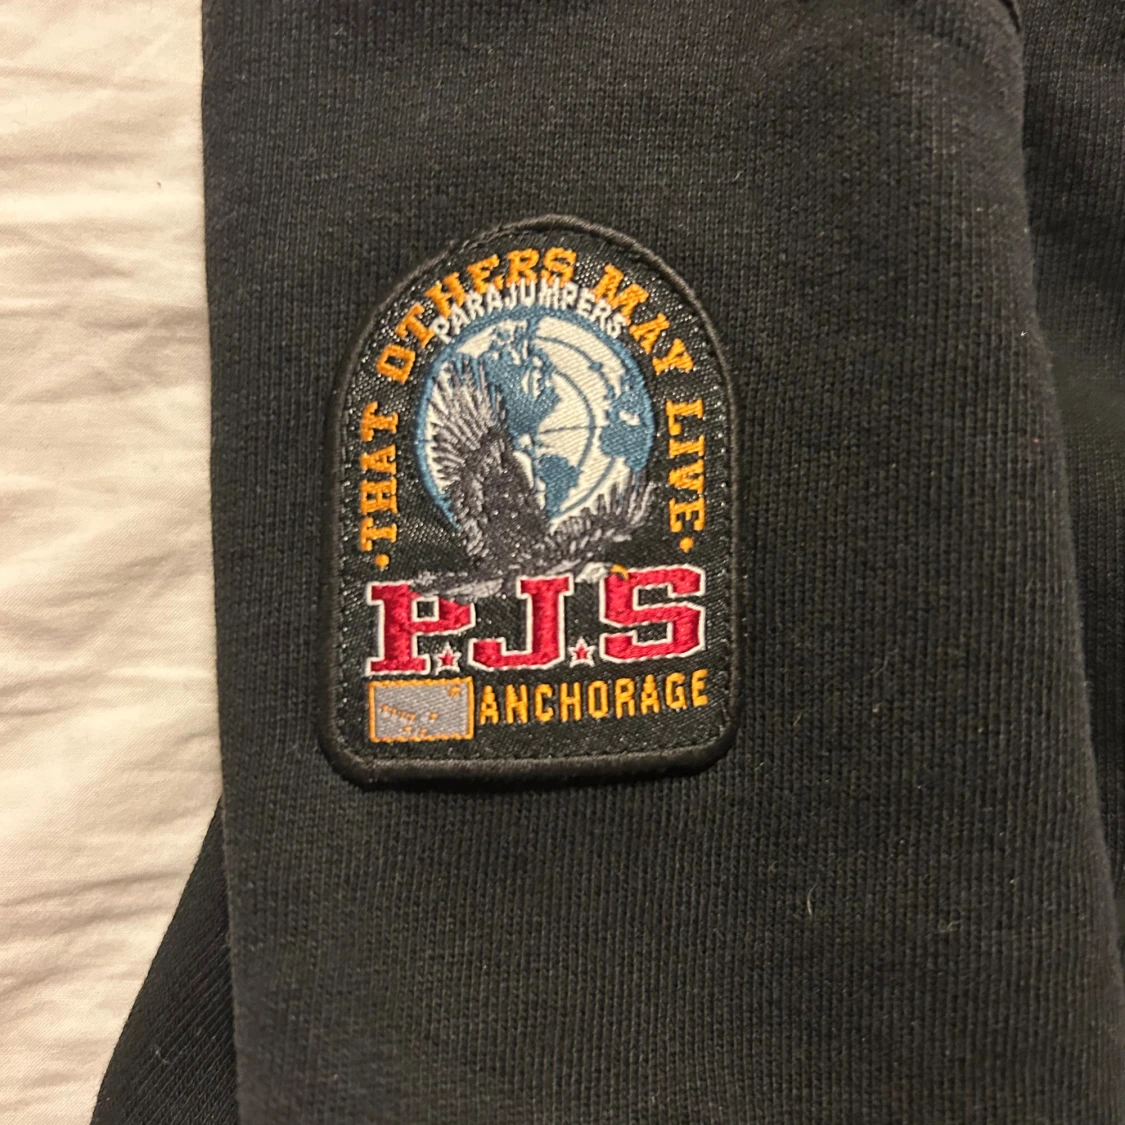 ·THAT OTHERS MAY LIVE·
PARAJUMPERS
P.J.S
ANCHORAGE